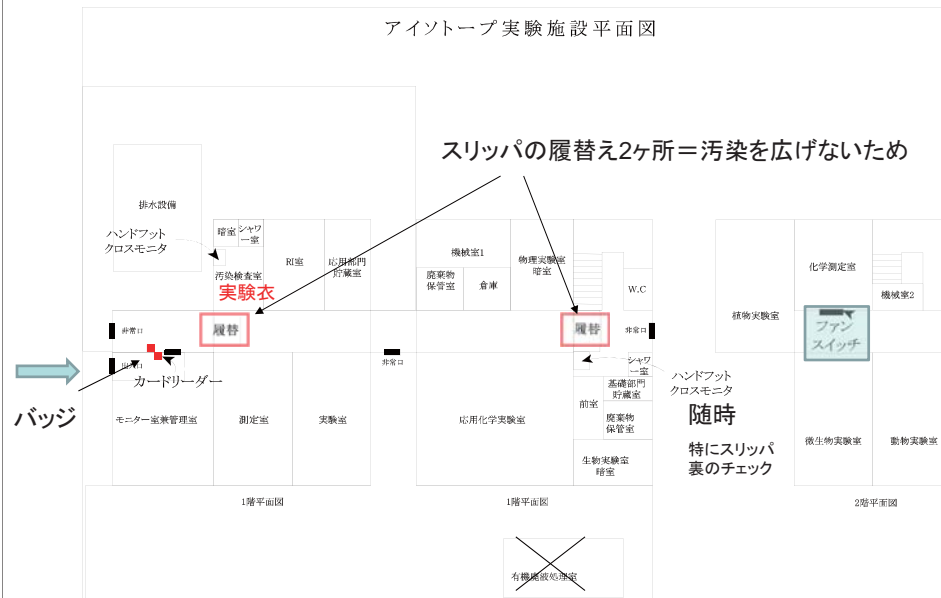 アイソトープ実験施設平面図
スリッパの履替え2ヶ所＝汚染を広げないため
排水設備
ハンドフット
クロスモニタ
暗室
シャワ
ー室
汚染検査室
実験衣
RI室
応用部門
貯蔵室
機械室1
廃棄物
保管室
倉庫
物理実験室
暗室
W.C
化学測定室
機械室2
植物実験室
ファン
スイッチ
非常口
履替
履替
非常口
カードリーダー
非常口
バッジ
モニター室兼管理室
測定室
実験室
応用化学実験室
前室
シャワ
ー室
基礎部門
貯蔵室
廃棄物
保管室
生物実験室
暗室
ハンドフット
クロスモニタ
随時
特にスリッパ
裏のチェック
微生物実験室
動物実験室
1階平面図
1階平面図
2階平面図
有機廃液処理室